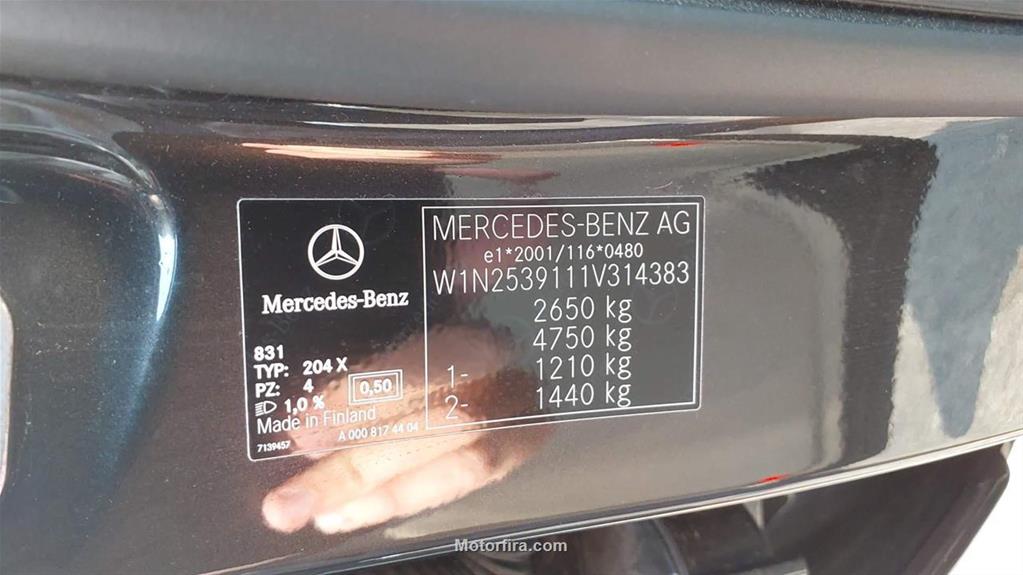 Mercedes-Benz
831
TYP: 204 X
PZ: 4
0,50
1,0 %
Made in Finland
7139457
A 000 817 44 04
MERCEDES-BENZ AG
e1*2001/116*0480
W1N2539111V314383
2650 kg
4750 kg
1- 1210 kg
2- 1440 kg
Motorfira.com